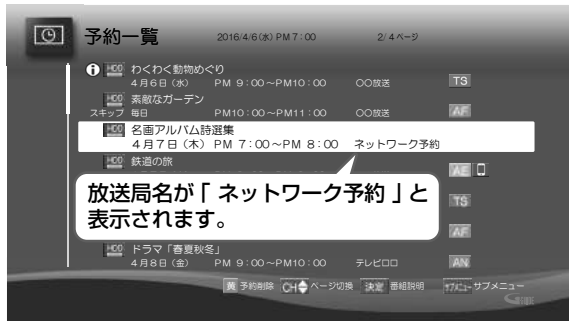 予約一覧 2016/4/6(水) PM 7：00 2/ 4 ページ
HDD わくわく動物めぐり
4月6日（水） PM 9：00～PM10：00 ○○放送 TS
HDD 素敵なガーデン
スキップ 毎日 PM10：00～PM11：00 ○○放送 AF
HDD 名画アルバム詩選集
4月7日（木） PM 7：00～PM 8：00 ネットワーク予約
HDD 鉄道の旅
AE
放送局名が「 ネットワーク予約 」と
表示されます。
TS
AF
HDD ドラマ「春夏秋冬」
4月8日（金） PM 9：00～PM10：00 テレビ□□ AN
黄 予約削除 CH ページ切換 決定 番組説明 サブメニュー サブメニュー